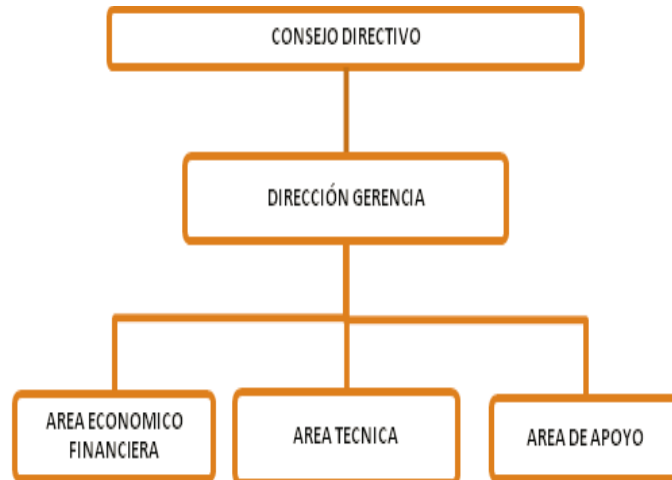 CONSEJO DIRECTIVO
DIRECCIÓN GERENCIA
AREA ECONOMICO
FINANCIERA
AREA TECNICA
AREA DE APOYO